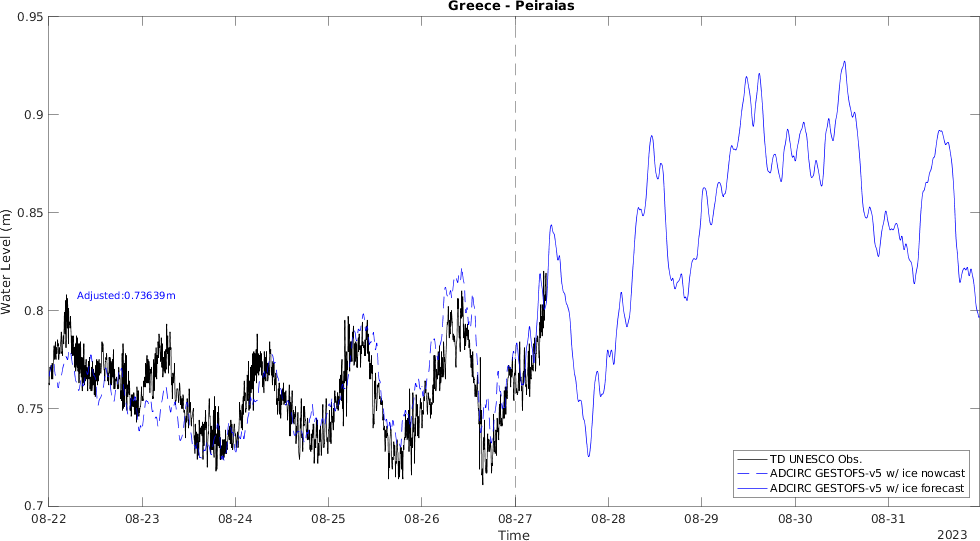 Greece - Peiraias
Water Level (m)
0.95
0.9
0.85
0.8
0.75
0.7
Adjusted:0.73639m
TD UNESCO Obs.
ADCIRC GESTOFS-v5 w/ ice nowcast
ADCIRC GESTOFS-v5 w/ ice forecast
08-22 08-23 08-24 08-25 08-26 08-27 08-28 08-29 08-30 08-31
Time
2023